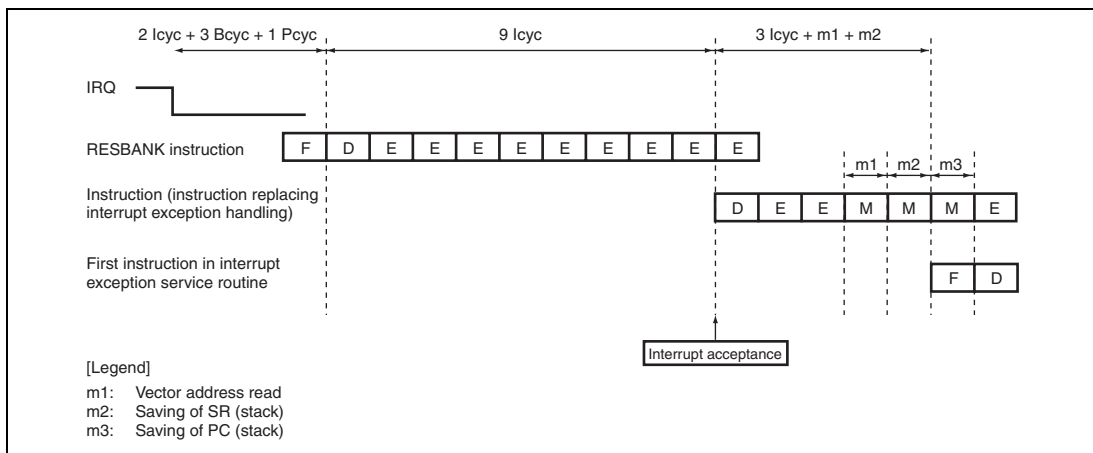 2 Icyc + 3 Bcyc + 1 Pcyc 9 Icyc 3 Icyc + m1 + m2
IRQ
RESBANK instruction F D E E E E E E E E E
m1 m2 m3
Instruction (instruction replacing
interrupt exception handling)
D E E M M M E
First instruction in interrupt
exception service routine
F D
Interrupt acceptance
[Legend]
m1: Vector address read
m2: Saving of SR (stack)
m3: Saving of PC (stack)